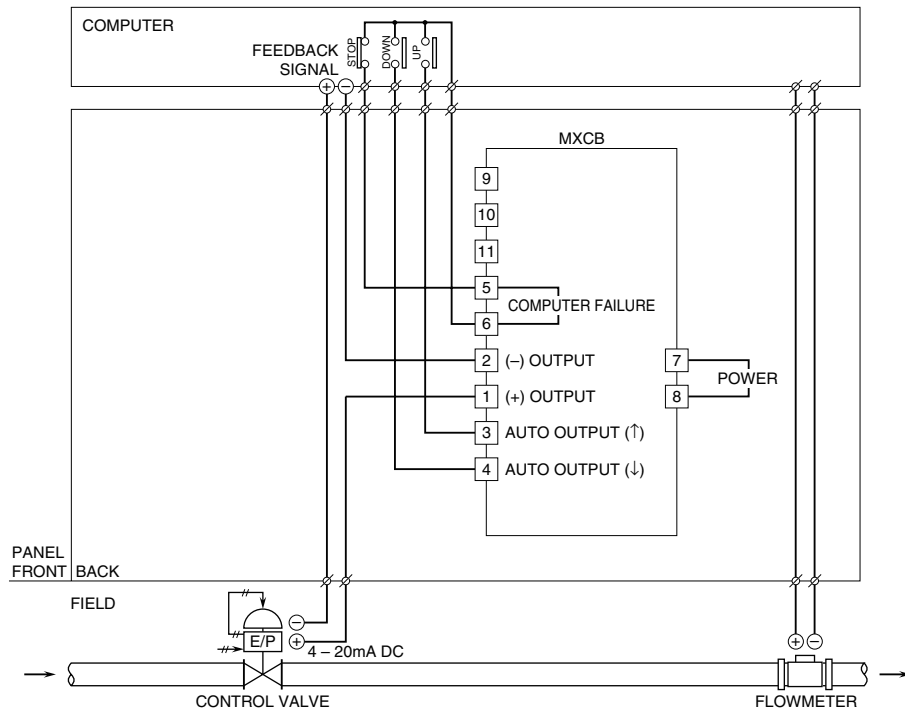 COMPUTER
FEEDBACK
SIGNAL
STOP
DOWN
UP
+ −
MXCB
9
10
11
5
COMPUTER FAILURE
6
2 (–) OUTPUT
7
POWER
1 (+) OUTPUT
8
3 AUTO OUTPUT (↑)
4 AUTO OUTPUT (↓)
PANEL
FRONT BACK
FIELD
−
E/P
+
4 – 20mA DC
+ −
CONTROL VALVE
FLOWMETER